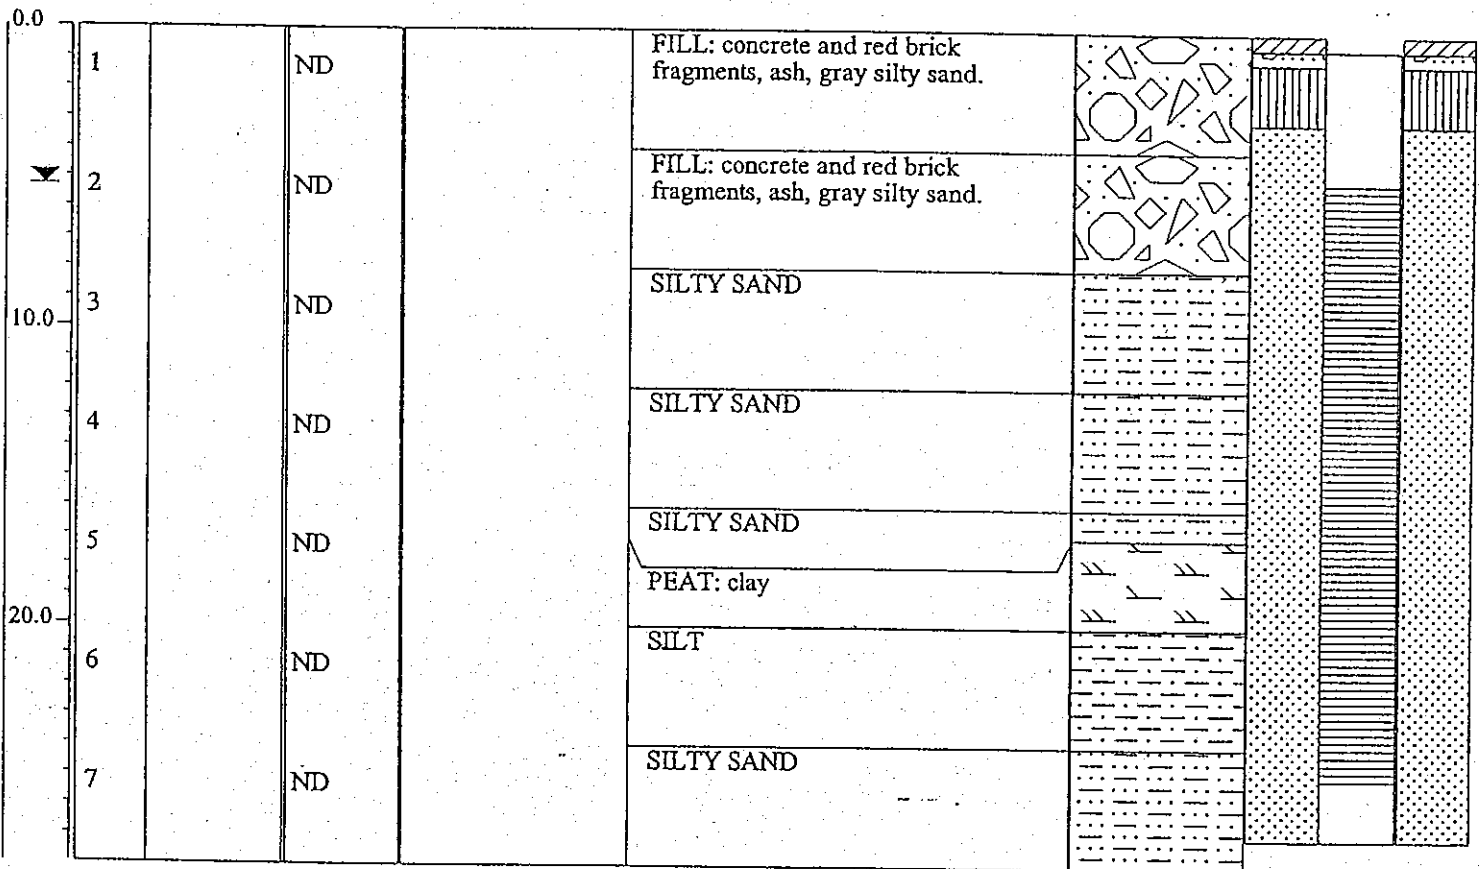 0.0
1 ND FILL: concrete and red brick
fragments, ash, gray silty sand.
2 ND FILL: concrete and red brick
fragments, ash, gray silty sand.
3 ND SILTY SAND
10.0
4 ND SILTY SAND
5 ND SILTY SAND
PEAT: clay
20.0
6 ND SILT
7 ND SILTY SAND